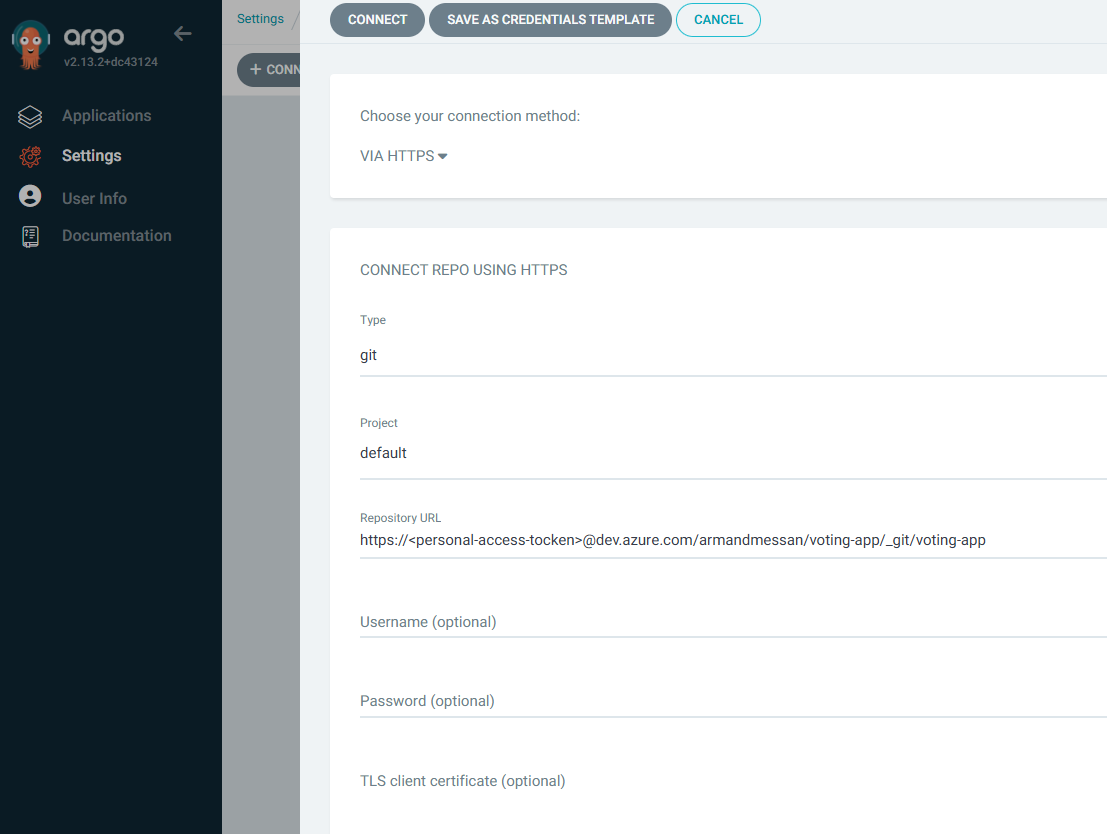 argo
v2.13.2+dc43124
Applications
Settings
User Info
Documentation
Settings /
+ CONN
CONNECT
SAVE AS CREDENTIALS TEMPLATE
CANCEL
Choose your connection method:
VIA HTTPS
CONNECT REPO USING HTTPS
Type
git
Project
default
Repository URL
https://<personal-access-tocken>@dev.azure.com/armandmessan/voting-app/_git/voting-app
Username (optional)
Password (optional)
TLS client certificate (optional)